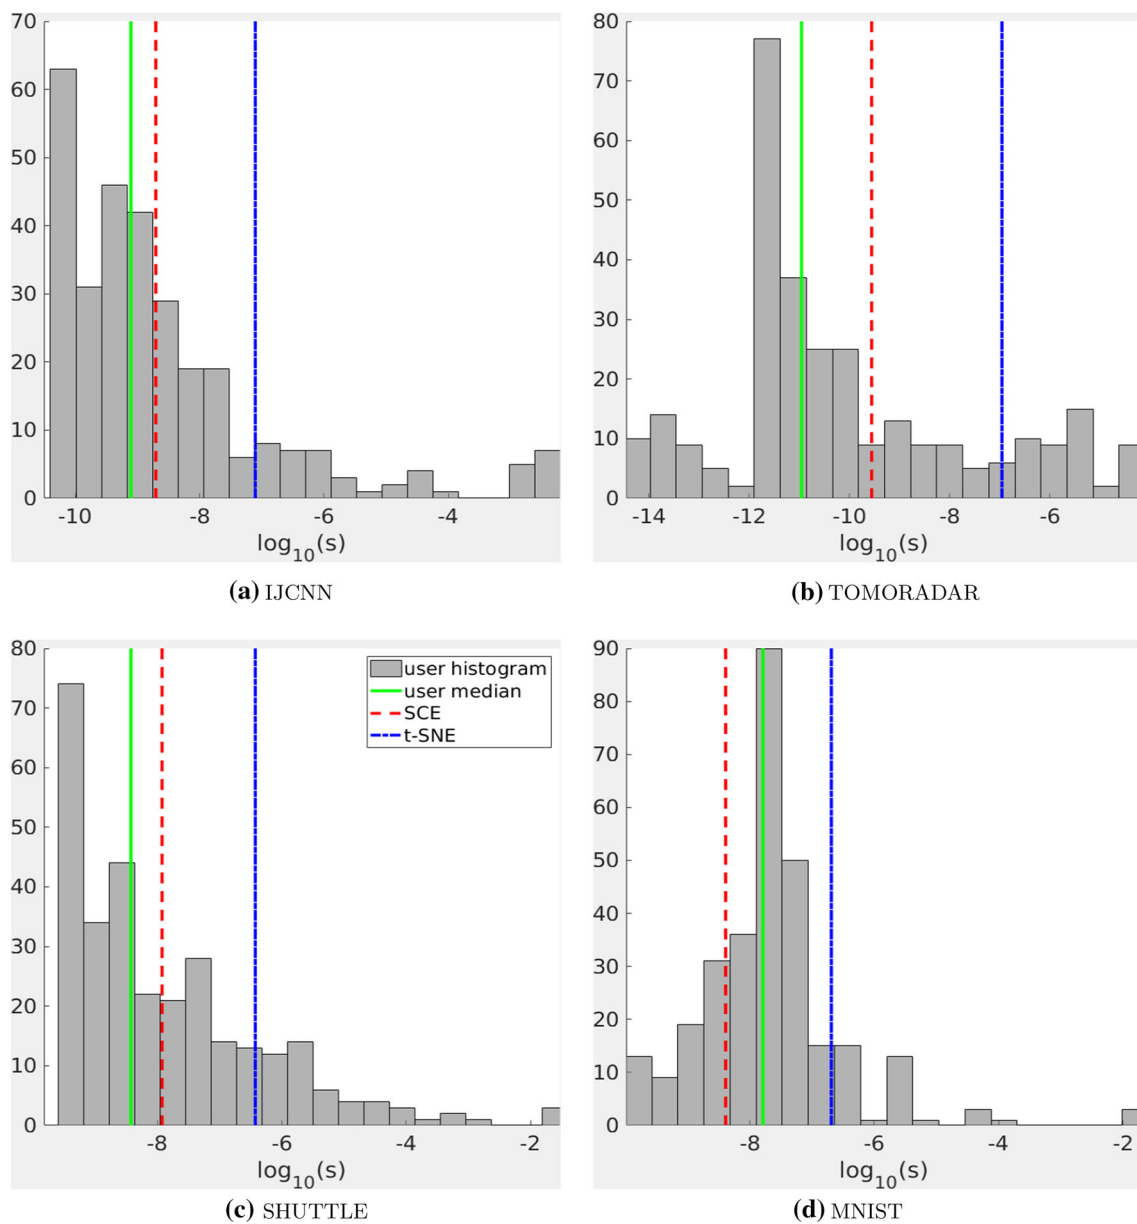 70
60
50
40
30
20
10
0
-10 -8 -6 -4
log10(s)
(a) IJCNN
80
70
60
50
40
30
20
10
0
-14 -12 -10 -8 -6
log10(s)
(b) TOMORADAR
80
70
60
50
40
30
20
10
0
-8 -6 -4 -2
log10(s)
user histogram
user median
SCE
t-SNE
(c) SHUTTLE
90
80
70
60
50
40
30
20
10
0
-8 -6 -4 -2
log10(s)
(d) MNIST